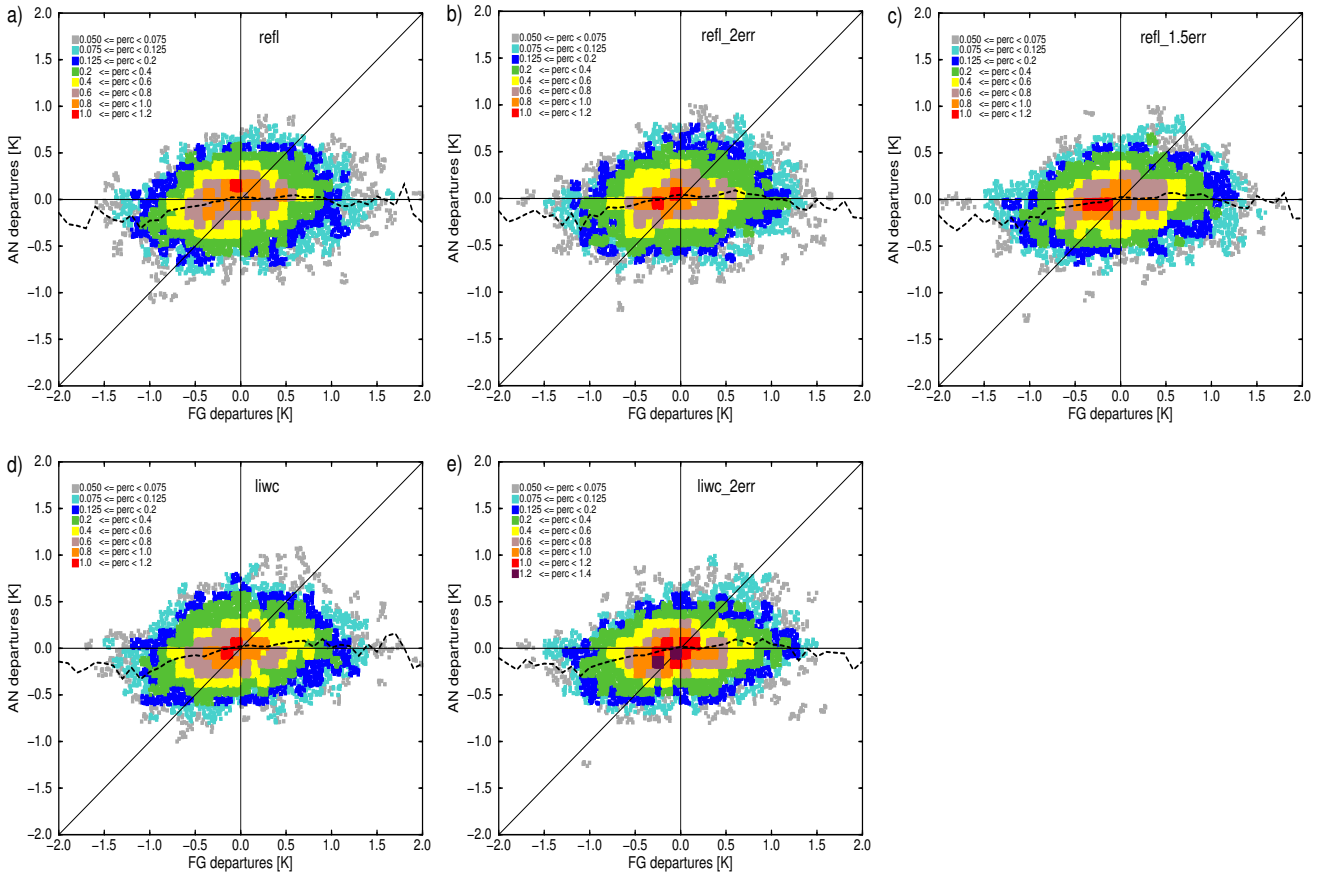 a)
refl
0.050 <= perc < 0.075
0.075 <= perc < 0.125
0.125 <= perc < 0.2
0.2 <= perc < 0.4
0.4 <= perc < 0.6
0.6 <= perc < 0.8
0.8 <= perc < 1.0
1.0 <= perc < 1.2
2.0
1.5
1.0
0.5
0.0
−0.5
−1.0
−1.5
−2.0
AN departures [K]
−2.0 −1.5 −1.0 −0.5 0.0 0.5 1.0 1.5 2.0
FG departures [K]
b)
refl_2err
0.050 <= perc < 0.075
0.075 <= perc < 0.125
0.125 <= perc < 0.2
0.2 <= perc < 0.4
0.4 <= perc < 0.6
0.6 <= perc < 0.8
0.8 <= perc < 1.0
1.0 <= perc < 1.2
2.0
1.5
1.0
0.5
0.0
−0.5
−1.0
−1.5
−2.0
AN departures [K]
−2.0 −1.5 −1.0 −0.5 0.0 0.5 1.0 1.5 2.0
FG departures [K]
c)
refl_1.5err
0.050 <= perc < 0.075
0.075 <= perc < 0.125
0.125 <= perc < 0.2
0.2 <= perc < 0.4
0.4 <= perc < 0.6
0.6 <= perc < 0.8
0.8 <= perc < 1.0
1.0 <= perc < 1.2
2.0
1.5
1.0
0.5
0.0
−0.5
−1.0
−1.5
−2.0
AN departures [K]
−2.0 −1.5 −1.0 −0.5 0.0 0.5 1.0 1.5 2.0
FG departures [K]
d)
liwc
0.050 <= perc < 0.075
0.075 <= perc < 0.125
0.125 <= perc < 0.2
0.2 <= perc < 0.4
0.4 <= perc < 0.6
0.6 <= perc < 0.8
0.8 <= perc < 1.0
1.0 <= perc < 1.2
2.0
1.5
1.0
0.5
0.0
−0.5
−1.0
−1.5
−2.0
AN departures [K]
−2.0 −1.5 −1.0 −0.5 0.0 0.5 1.0 1.5 2.0
FG departures [K]
e)
liwc_2err
0.050 <= perc < 0.075
0.075 <= perc < 0.125
0.125 <= perc < 0.2
0.2 <= perc < 0.4
0.4 <= perc < 0.6
0.6 <= perc < 0.8
0.8 <= perc < 1.0
1.0 <= perc < 1.2
1.2 <= perc < 1.4
2.0
1.5
1.0
0.5
0.0
−0.5
−1.0
−1.5
−2.0
AN departures [K]
−2.0 −1.5 −1.0 −0.5 0.0 0.5 1.0 1.5 2.0
FG departures [K]